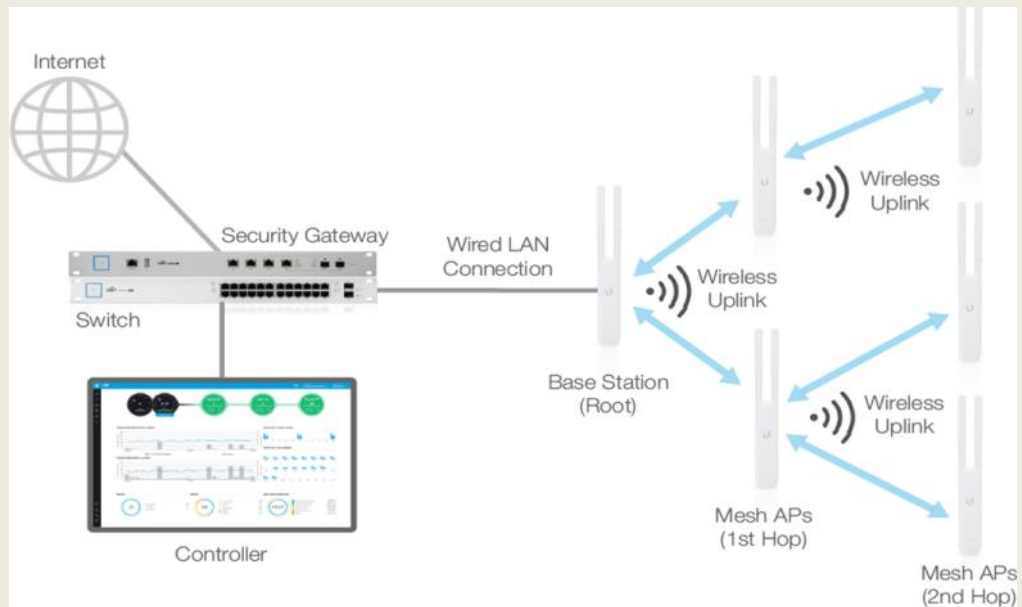 Internet
Security Gateway
Switch
Controller
Wired LAN
Connection
Base Station
(Root)
Wireless
Uplink
Wireless
Uplink
Wireless
Uplink
Mesh APs
(1st Hop)
Mesh APs
(2nd Hop)